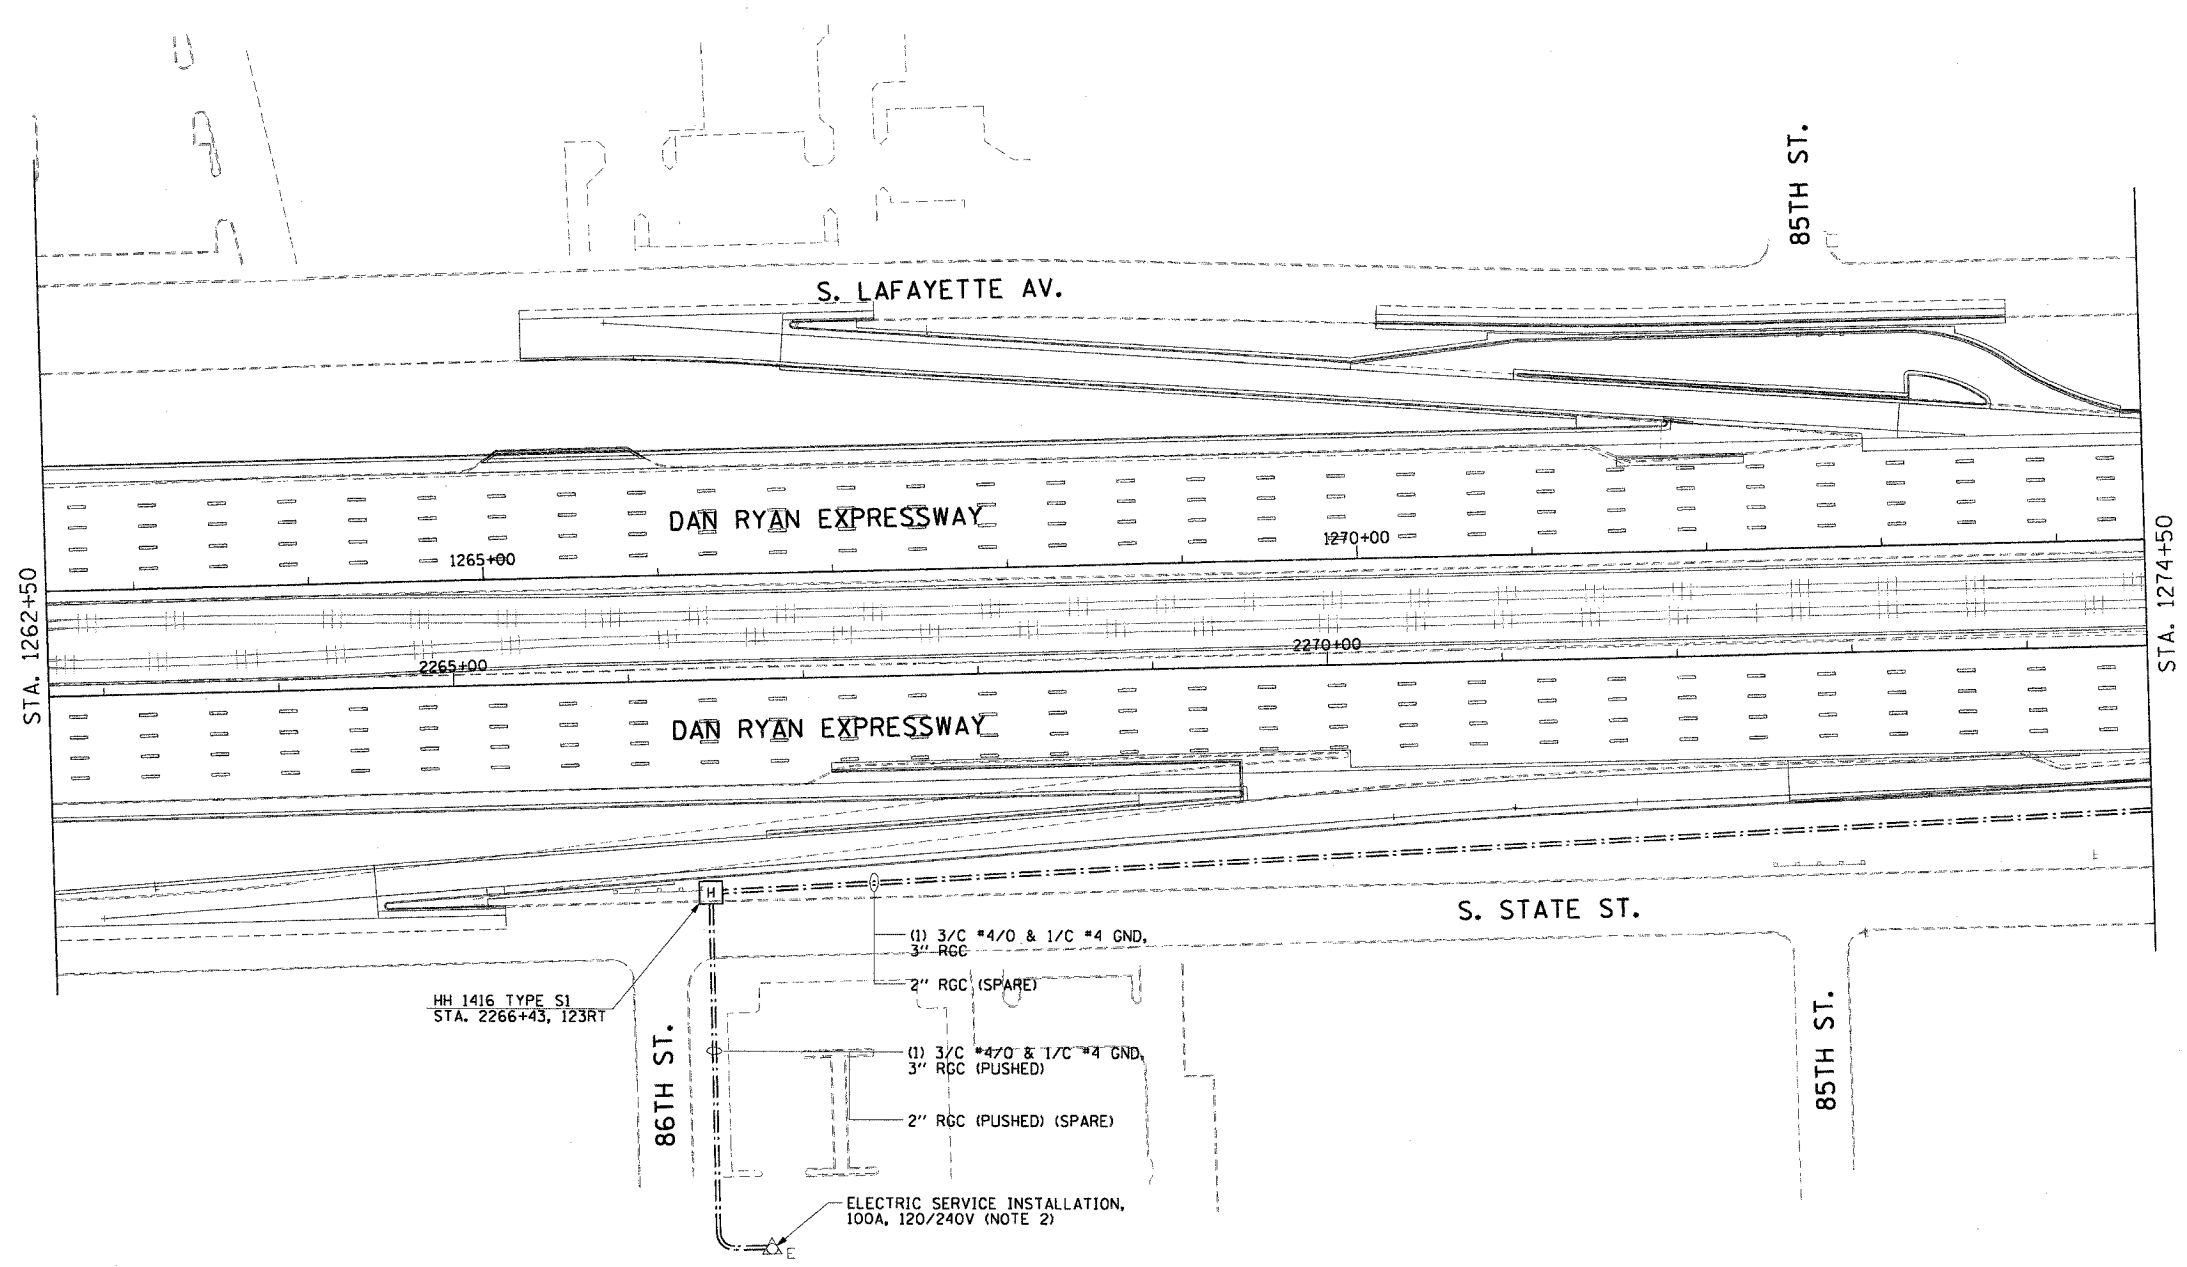 85TH ST.
S. LAFAYETTE AV.
DAN RYAN EXPRESSWAY
1265+00
1270+00
STA. 1262+50
STA. 1274+50
2265+00
2270+00
DAN RYAN EXPRESSWAY
H
S. STATE ST.
(1) 3/C #4/0 & 1/C #4 GND,
3" RGC
2" RGC (SPARE)
HH 1416 TYPE S1
STA. 2266+43, 123RT
86TH ST.
85TH ST.
(1) 3/C #4/0 & 1/C #4 GND,
3" RGC (PUSHED)
2" RGC (PUSHED) (SPARE)
ELECTRIC SERVICE INSTALLATION,
100A, 120/240V (NOTE 2)
E